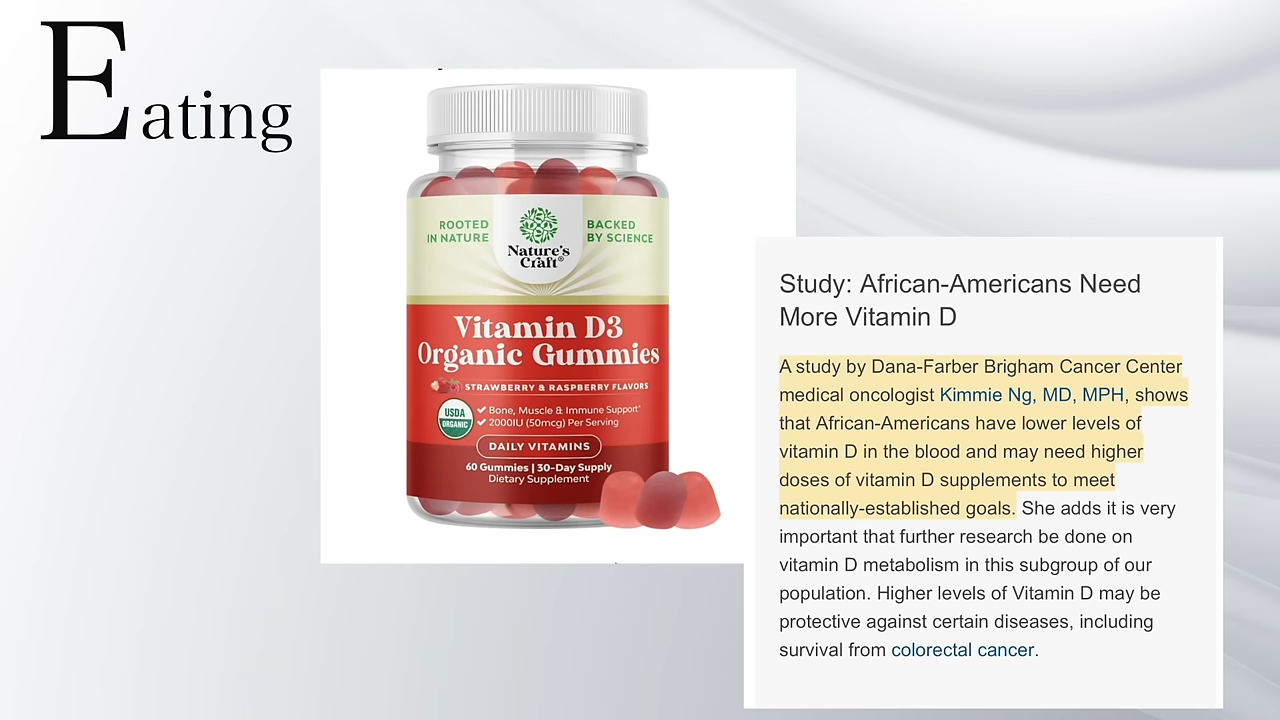 Eating
ROOTED
IN NATURE
BACKED
BY SCIENCE
Nature's
Craft®
Vitamin D3
Organic Gummies
STRAWBERRY & RASPBERRY FLAVORS
USDA
ORGANIC
✓ Bone, Muscle & Immune Support*
✓ 2000IU (50mcg) Per Serving
DAILY VITAMINS
60 Gummies | 30-Day Supply
Dietary Supplement
Study: African-Americans Need
More Vitamin D
A study by Dana-Farber Brigham Cancer Center
medical oncologist Kimmie Ng, MD, MPH, shows
that African-Americans have lower levels of
vitamin D in the blood and may need higher
doses of vitamin D supplements to meet
nationally-established goals. She adds it is very
important that further research be done on
vitamin D metabolism in this subgroup of our
population. Higher levels of Vitamin D may be
protective against certain diseases, including
survival from colorectal cancer.